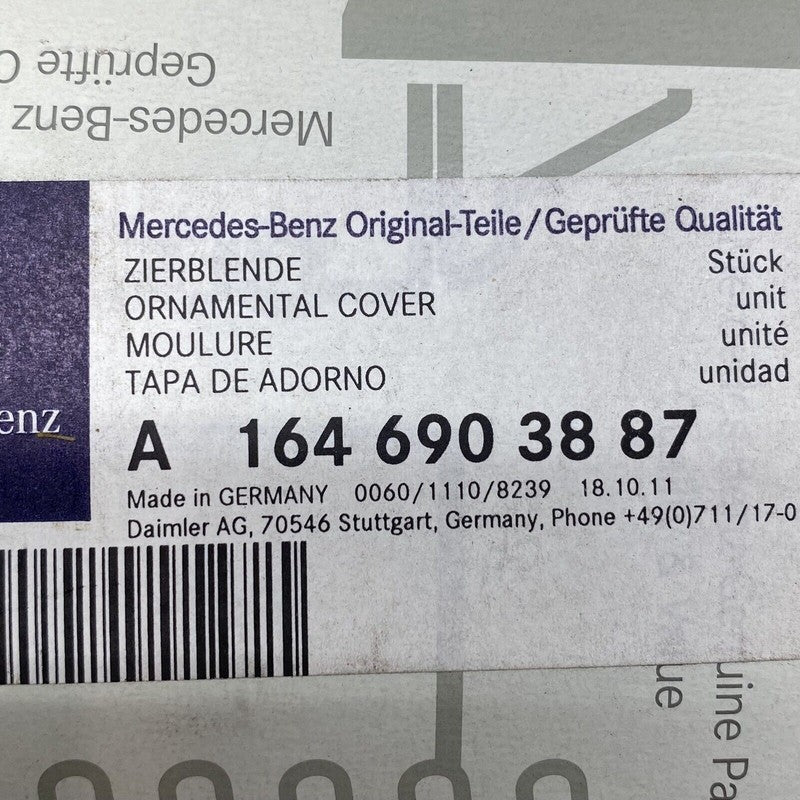 Geprüfte
Mercedes-Benz
Mercedes-Benz Original-Teile/Geprüfte Qualität
ZIERBLENDE Stück
ORNAMENTAL COVER unit
MOULURE unité
TAPA DE ADORNO unidad
enz
A 164 690 38 87
Made in GERMANY 0060/1110/8239 18.10.11
Daimler AG, 70546 Stuttgart, Germany, Phone +49(0)711/17-0